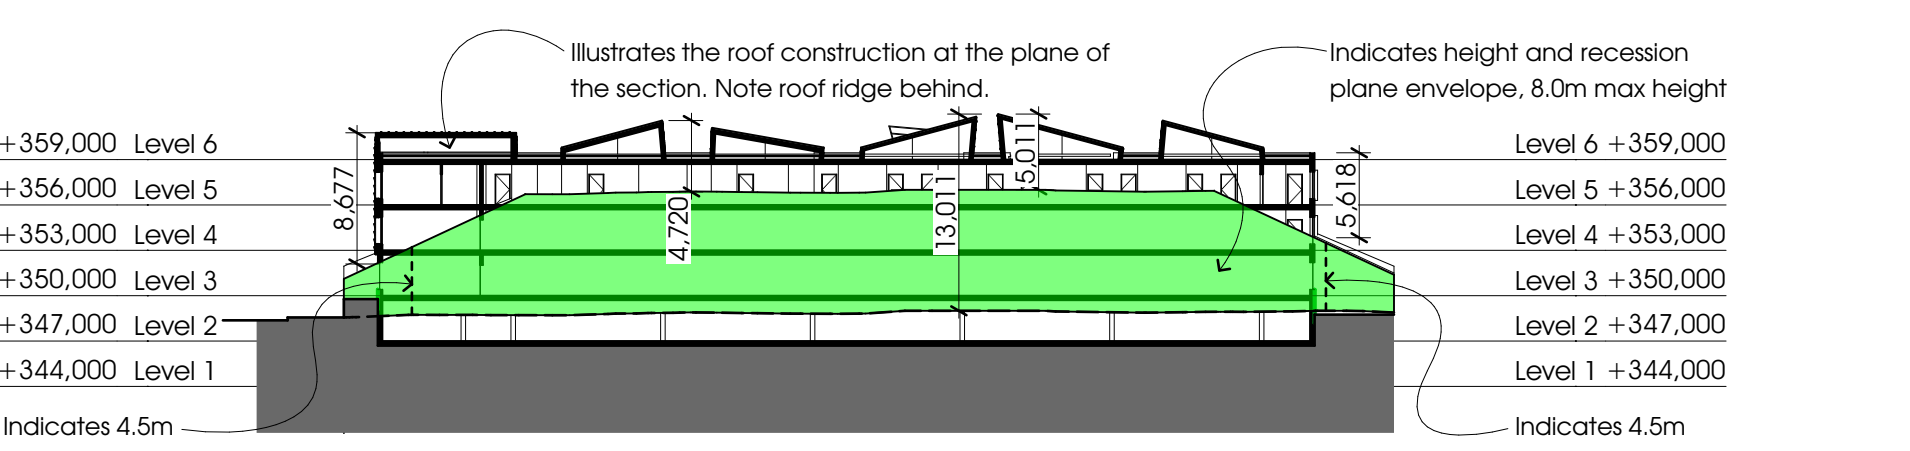 Illustrates the roof construction at the plane of
the section. Note roof ridge behind.
Indicates height and recession
plane envelope, 8.0m max height
+359,000 Level 6
+356,000 Level 5
+353,000 Level 4
+350,000 Level 3
+347,000 Level 2
+344,000 Level 1
Indicates 4.5m
8,677
4,720
13,011
5,011
5,618
Level 6 +359,000
Level 5 +356,000
Level 4 +353,000
Level 3 +350,000
Level 2 +347,000
Level 1 +344,000
Indicates 4.5m